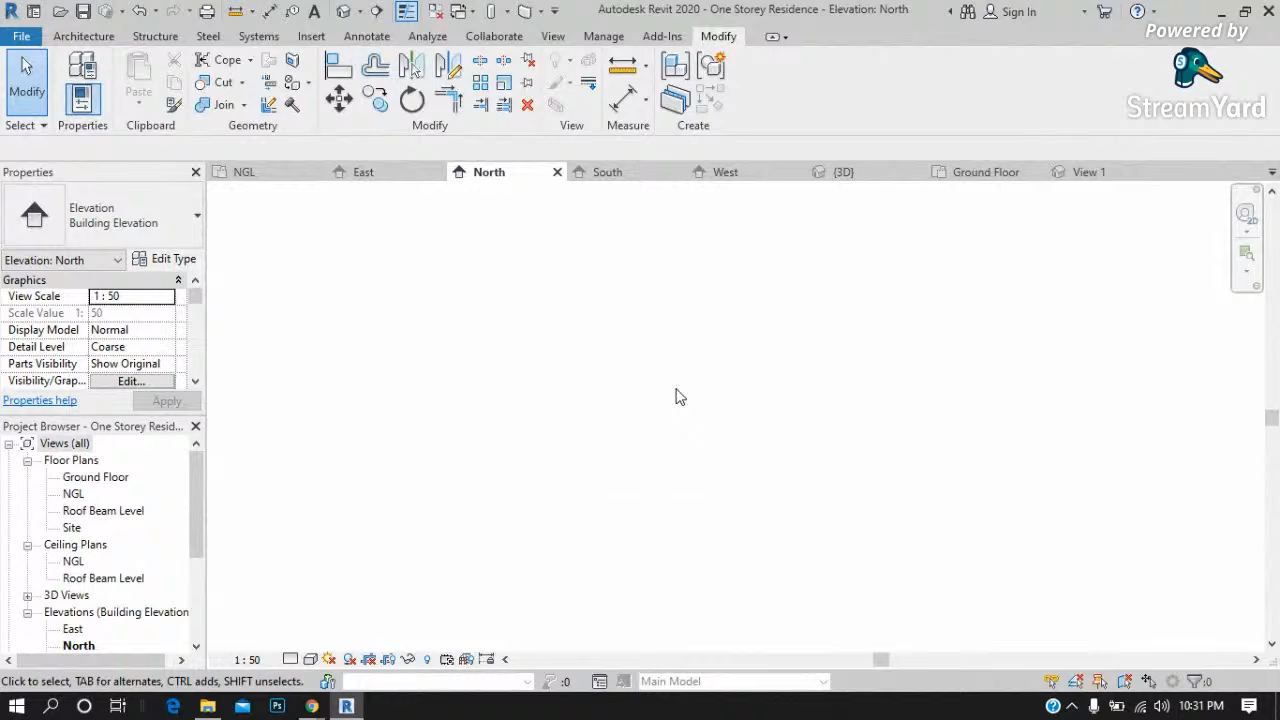 Autodesk Revit 2020 - One Storey Residence - Elevation: North
Sign In
Powered by
StreamYard
File Architecture Structure Steel Systems Insert Annotate Analyze View Collaborate Manage Add-Ins Modify
Modify
Select
Properties
Paste
Clipboard
Cope
Cut
Join
Geometry
Modify
View
Measure
Create
Properties
NGL
East
North
South
West
{3D}
Ground Floor
View 1
Elevation
Building Elevation
2D
Elevation: North
Edit Type
Graphics
View Scale 1 : 50
Scale Value 1: 50
Display Model Normal
Detail Level Coarse
Parts Visibility Show Original
Visibility/Grap... Edit...
Properties help
Apply
Project Browser - One Storey Resid...
Views (all)
Floor Plans
Ground Floor
NGL
Roof Beam Level
Site
Ceiling Plans
NGL
Roof Beam Level
3D Views
Elevations (Building Elevation
East
North
1 : 50
Click to select, TAB for alternates, CTRL adds, SHIFT unselects.
:0
Main Model
:0
10:31 PM